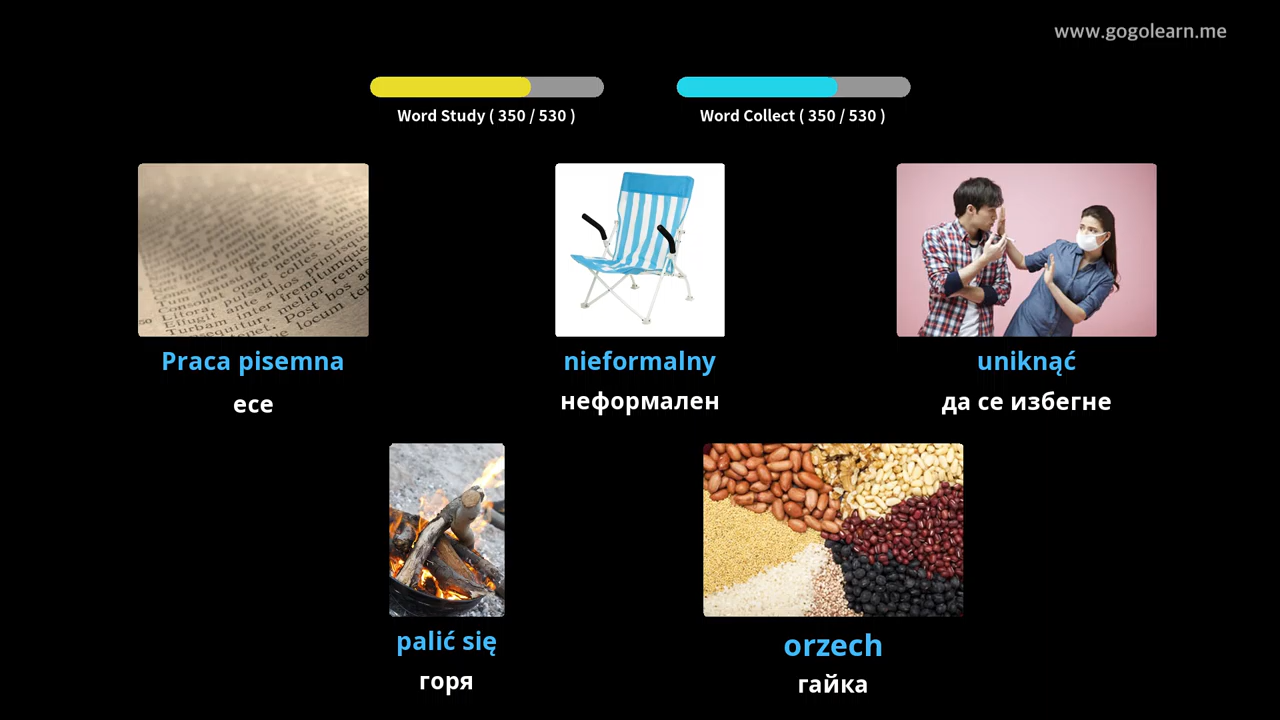 www.gogolearn.me
Word Study ( 350 / 530 )
Word Collect ( 350 / 530 )
Praca pisemna
есе
nieformalny
неформален
uniknąć
да се избегне
palić się
горя
orzech
гайка